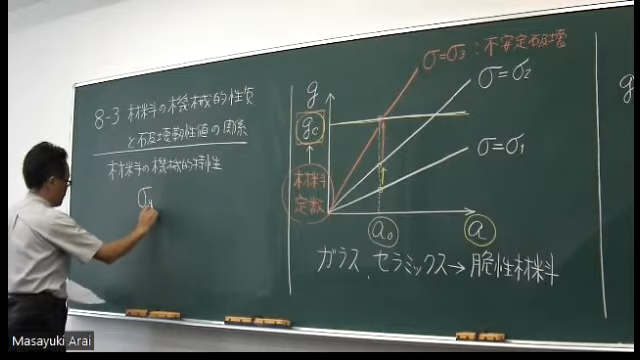 8-3 材料の機械的性質
と破壊靭性値の関係
材料の機械的特性
σy
g
gc
材料
定数
σ=σ3:不安定破壊
σ=σ2
σ=σ1
a0
a
ガラス、セラミックス→脆性材料
Masayuki Arai